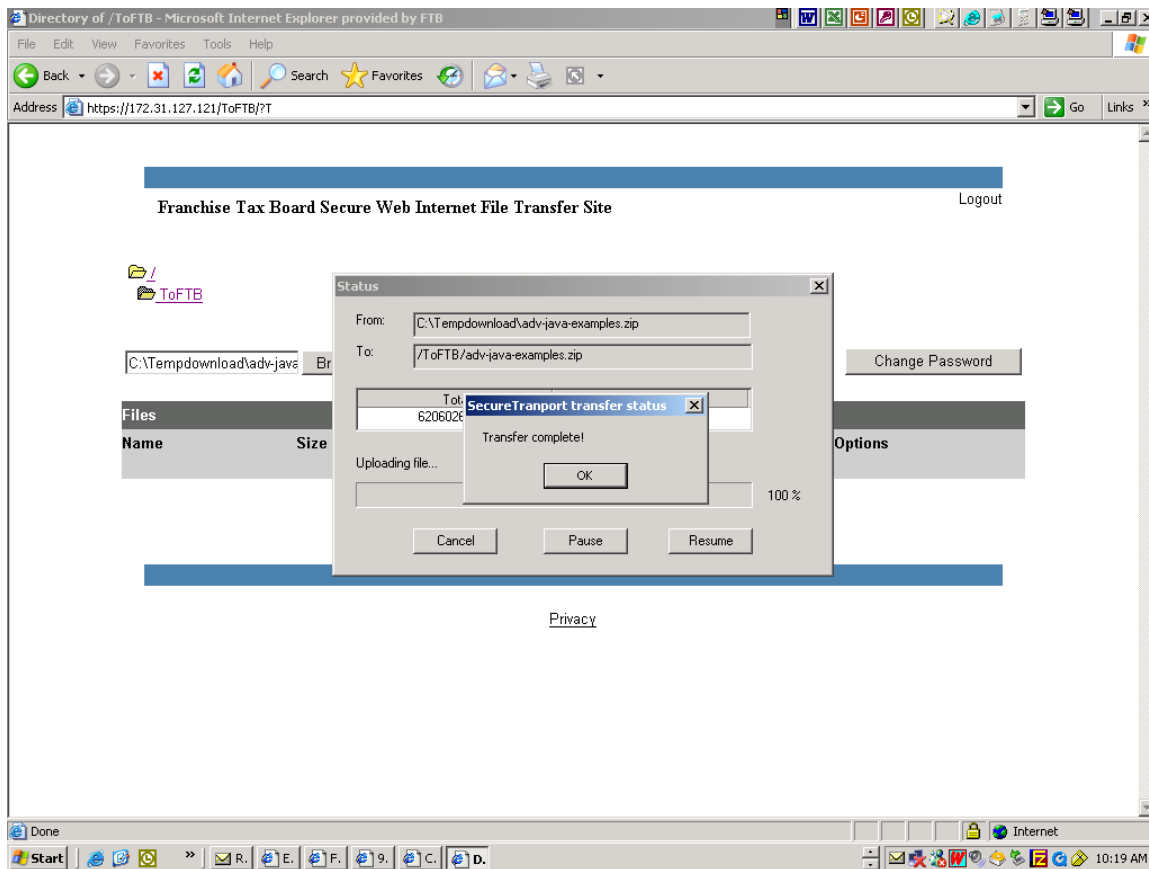 Directory of /ToFTB - Microsoft Internet Explorer provided by FTB
File Edit View Favorites Tools Help
Back Search Favorites
Address https://172.31.127.121/ToFTB/?T Go Links »
Logout
Franchise Tax Board Secure Web Internet File Transfer Site
/
ToFTB
Status
From: C:\Tempdownload\adv-java-examples.zip
To: /ToFTB/adv-java-examples.zip
C:\Tempdownload\adv-java Br Change Password
Tot
6206026
SecureTranport transfer status
Transfer complete!
OK
Files
Name Size Options
Uploading file...
100 %
Cancel Pause Resume
Privacy
Done Internet
Start » R. E. F. 9. C. D. 10:19 AM